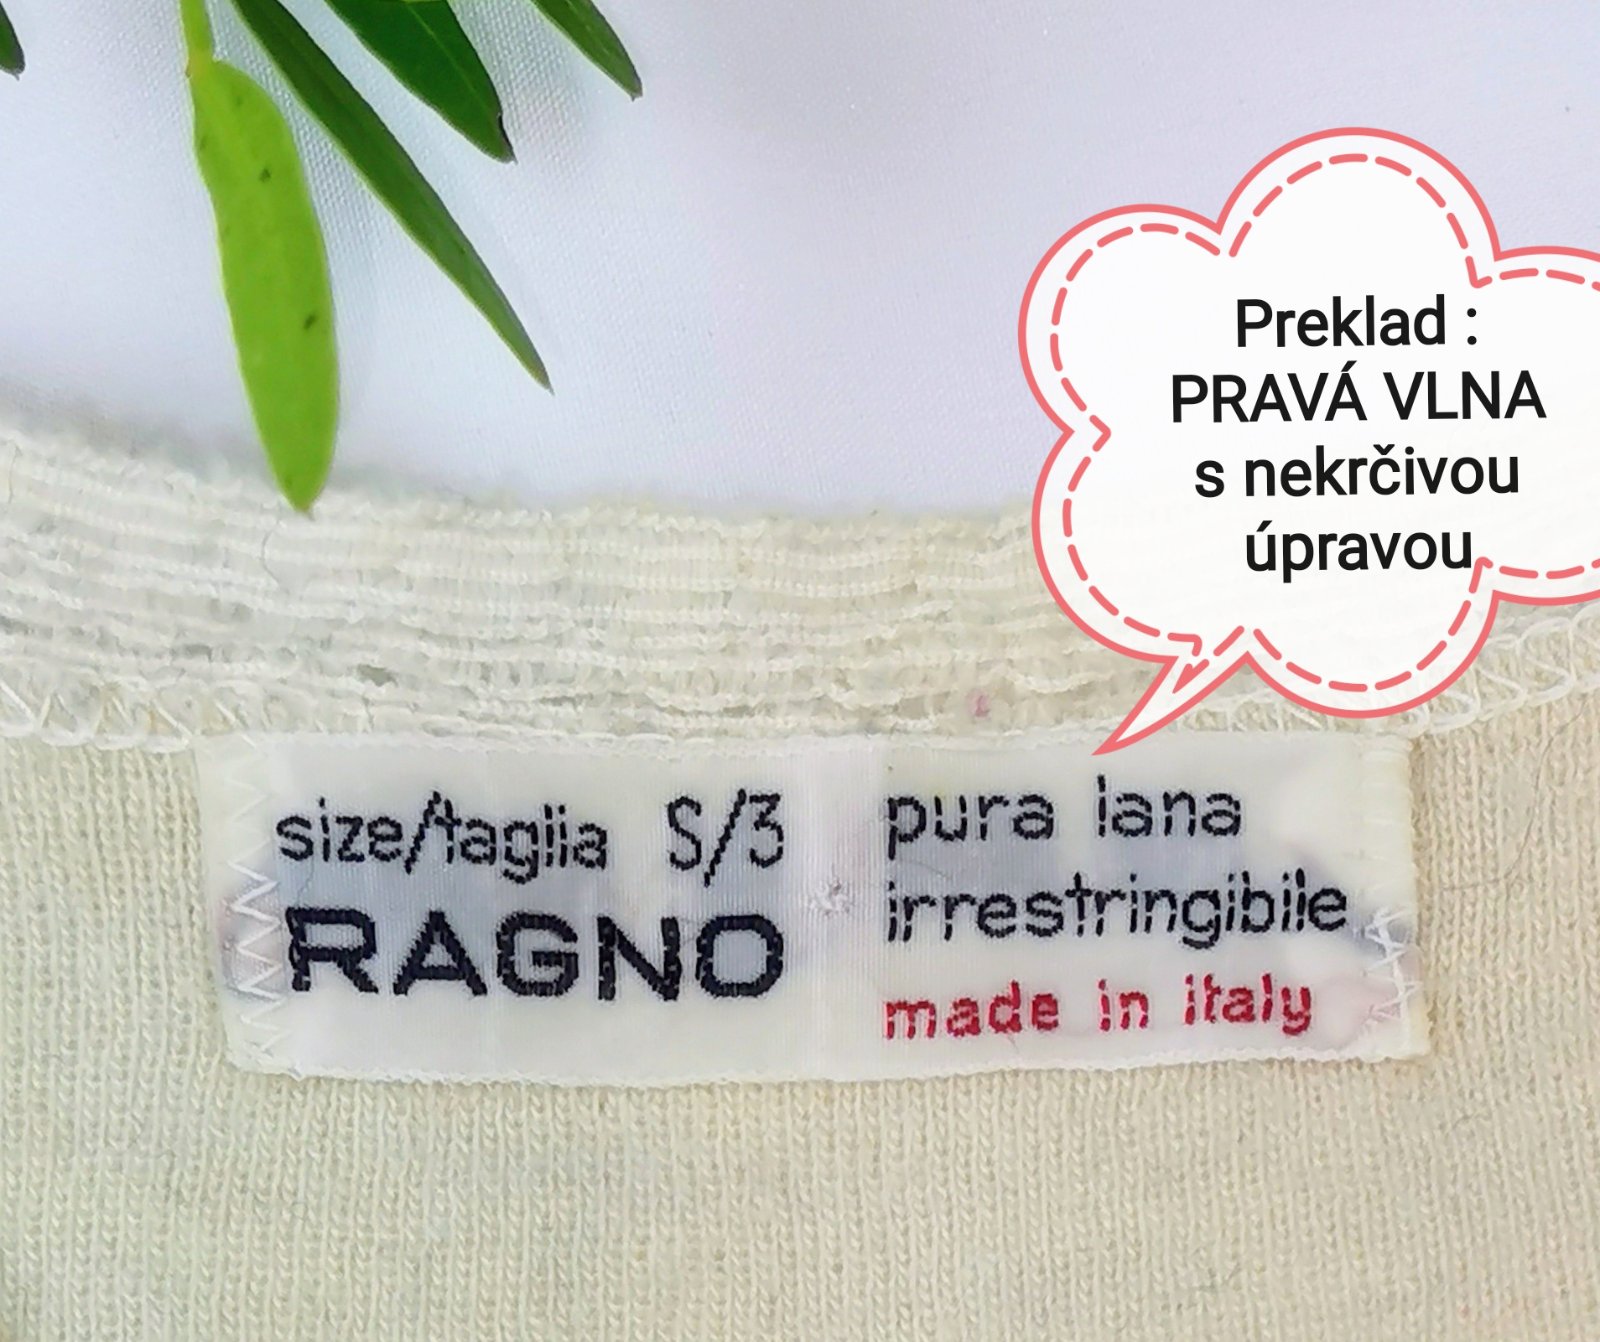 Preklad :
PRAVÁ VLNA
s nekrčivou
úpravou
size/taglia S/3
RAGNO
pura lana
irrestringibile
made in italy